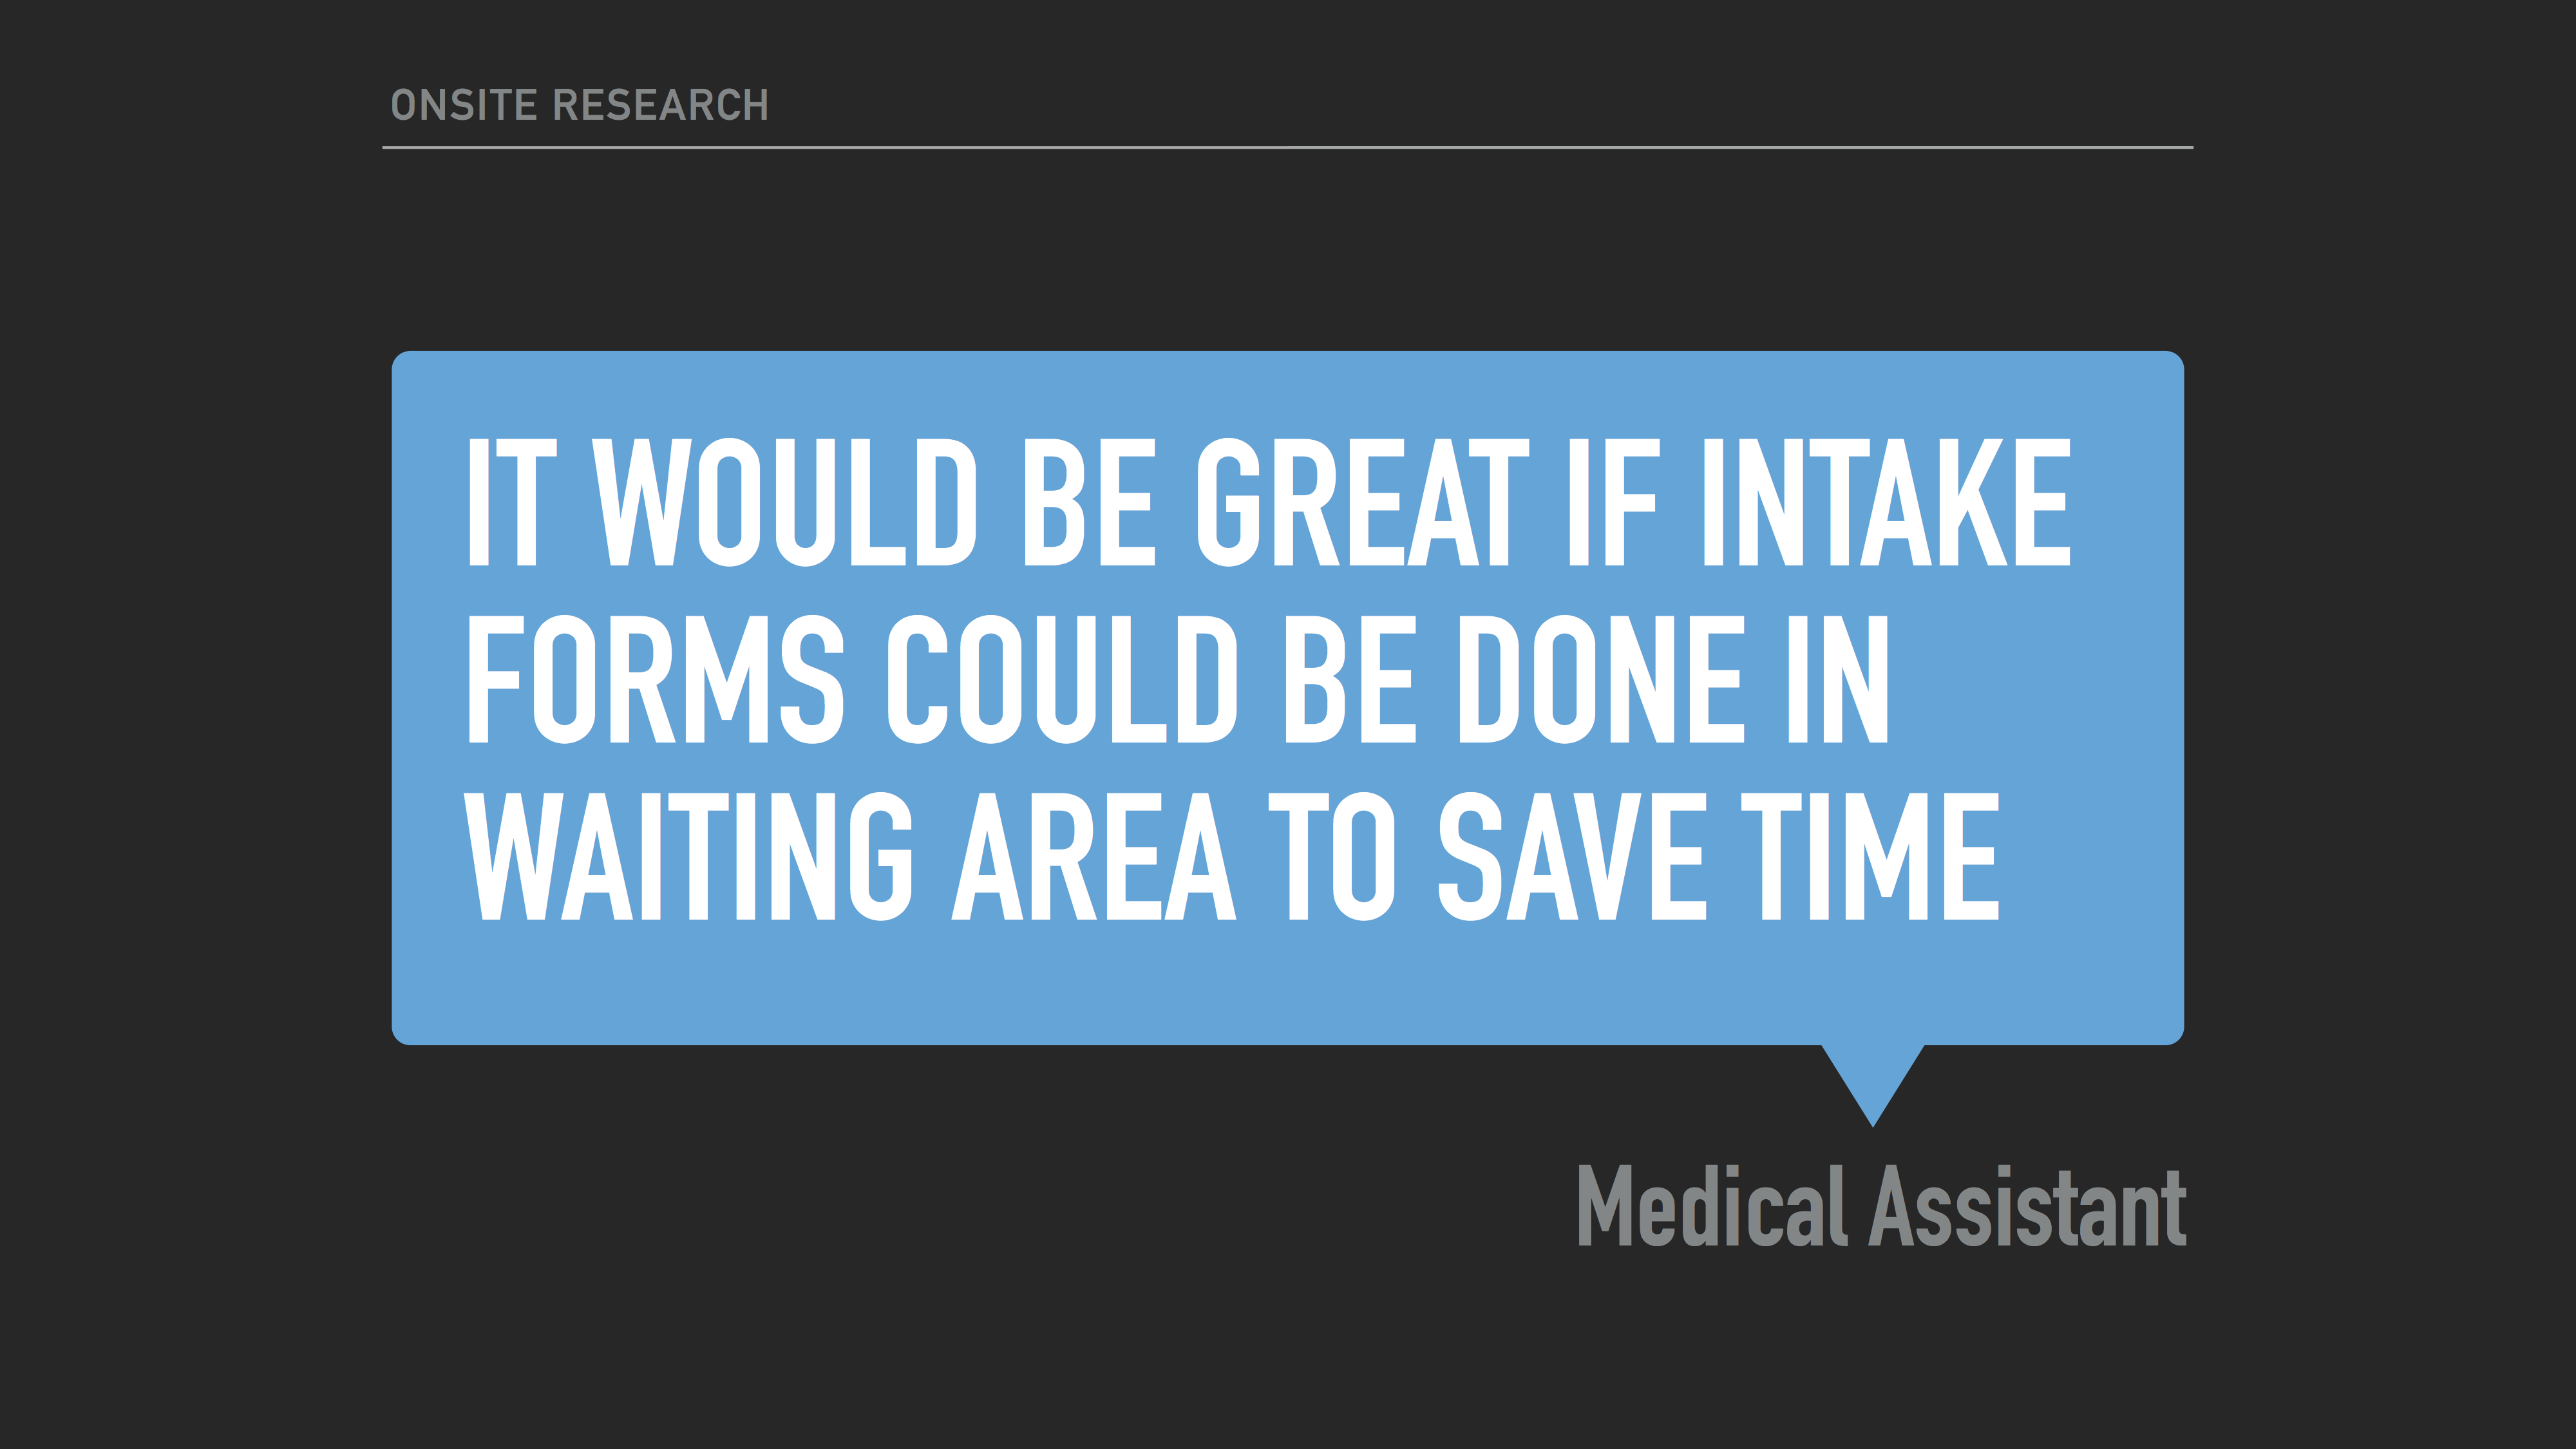 ONSITE RESEARCH
IT WOULD BE GREAT IF INTAKE
FORMS COULD BE DONE IN
WAITING AREA TO SAVE TIME
Medical Assistant